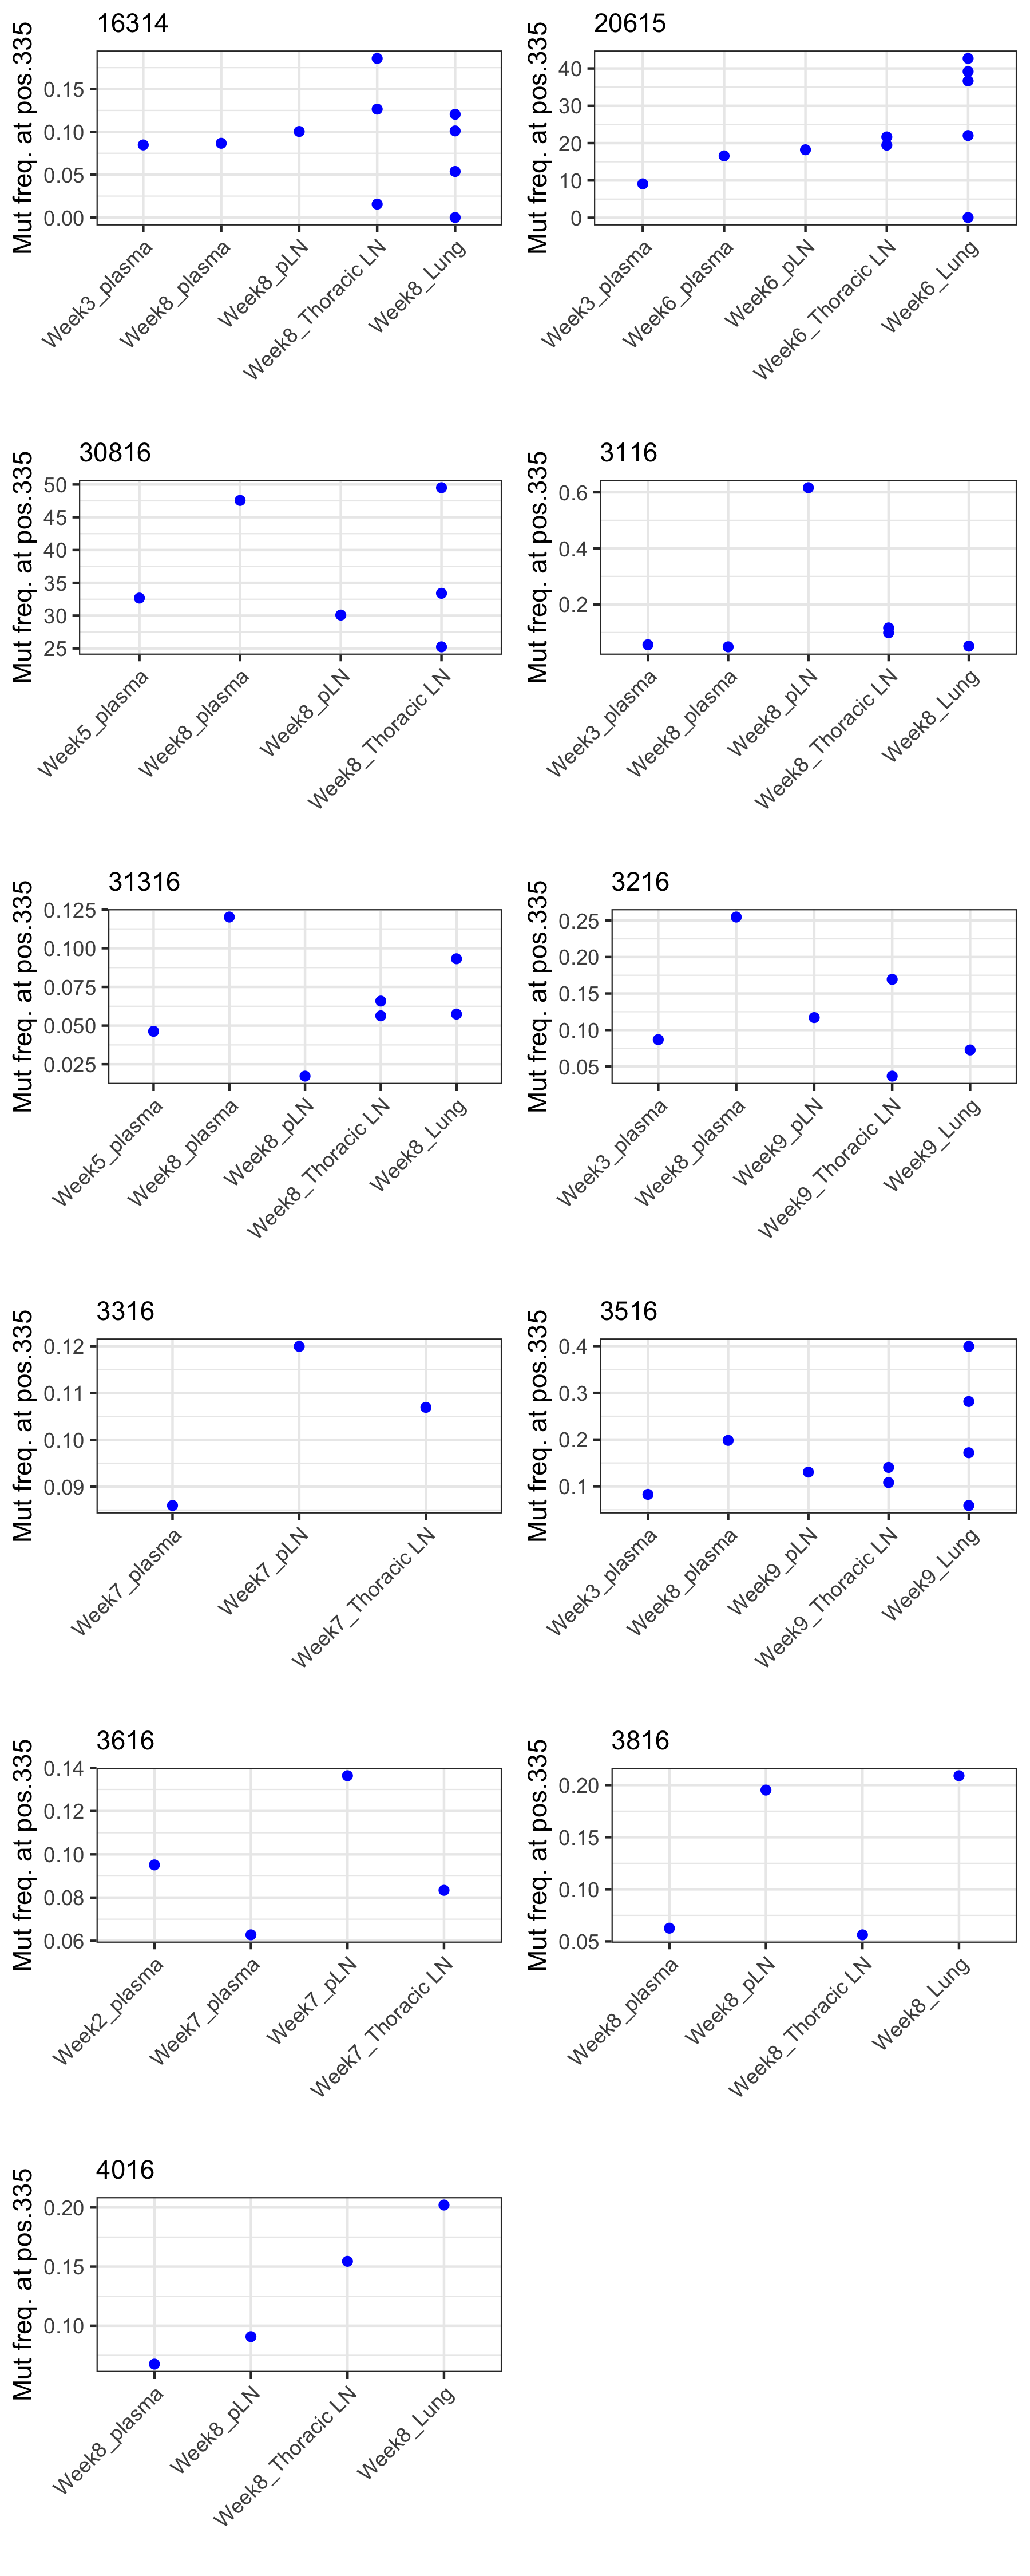 16314
Mut freq. at pos.335
0.15
0.10
0.05
0.00
Week3_plasma
Week8_plasma
Week8_pLN
Week8_Thoracic LN
Week8_Lung
20615
Mut freq. at pos.335
40
30
20
10
0
Week3_plasma
Week6_plasma
Week6_pLN
Week6_Thoracic LN
Week6_Lung
30816
Mut freq. at pos.335
50
45
40
35
30
25
Week5_plasma
Week8_plasma
Week8_pLN
Week8_Thoracic LN
3116
Mut freq. at pos.335
0.6
0.4
0.2
Week3_plasma
Week8_plasma
Week8_pLN
Week8_Thoracic LN
Week8_Lung
31316
Mut freq. at pos.335
0.125
0.100
0.075
0.050
0.025
Week5_plasma
Week8_plasma
Week8_pLN
Week8_Thoracic LN
Week8_Lung
3216
Mut freq. at pos.335
0.25
0.20
0.15
0.10
0.05
Week3_plasma
Week8_plasma
Week9_pLN
Week9_Thoracic LN
Week9_Lung
3316
Mut freq. at pos.335
0.12
0.11
0.10
0.09
Week7_plasma
Week7_pLN
Week7_Thoracic LN
3516
Mut freq. at pos.335
0.4
0.3
0.2
0.1
Week3_plasma
Week8_plasma
Week9_pLN
Week9_Thoracic LN
Week9_Lung
3616
Mut freq. at pos.335
0.14
0.12
0.10
0.08
0.06
Week2_plasma
Week7_plasma
Week7_pLN
Week7_Thoracic LN
3816
Mut freq. at pos.335
0.20
0.15
0.10
0.05
Week8_plasma
Week8_pLN
Week8_Thoracic LN
Week8_Lung
4016
Mut freq. at pos.335
0.20
0.15
0.10
Week8_plasma
Week8_pLN
Week8_Thoracic LN
Week8_Lung